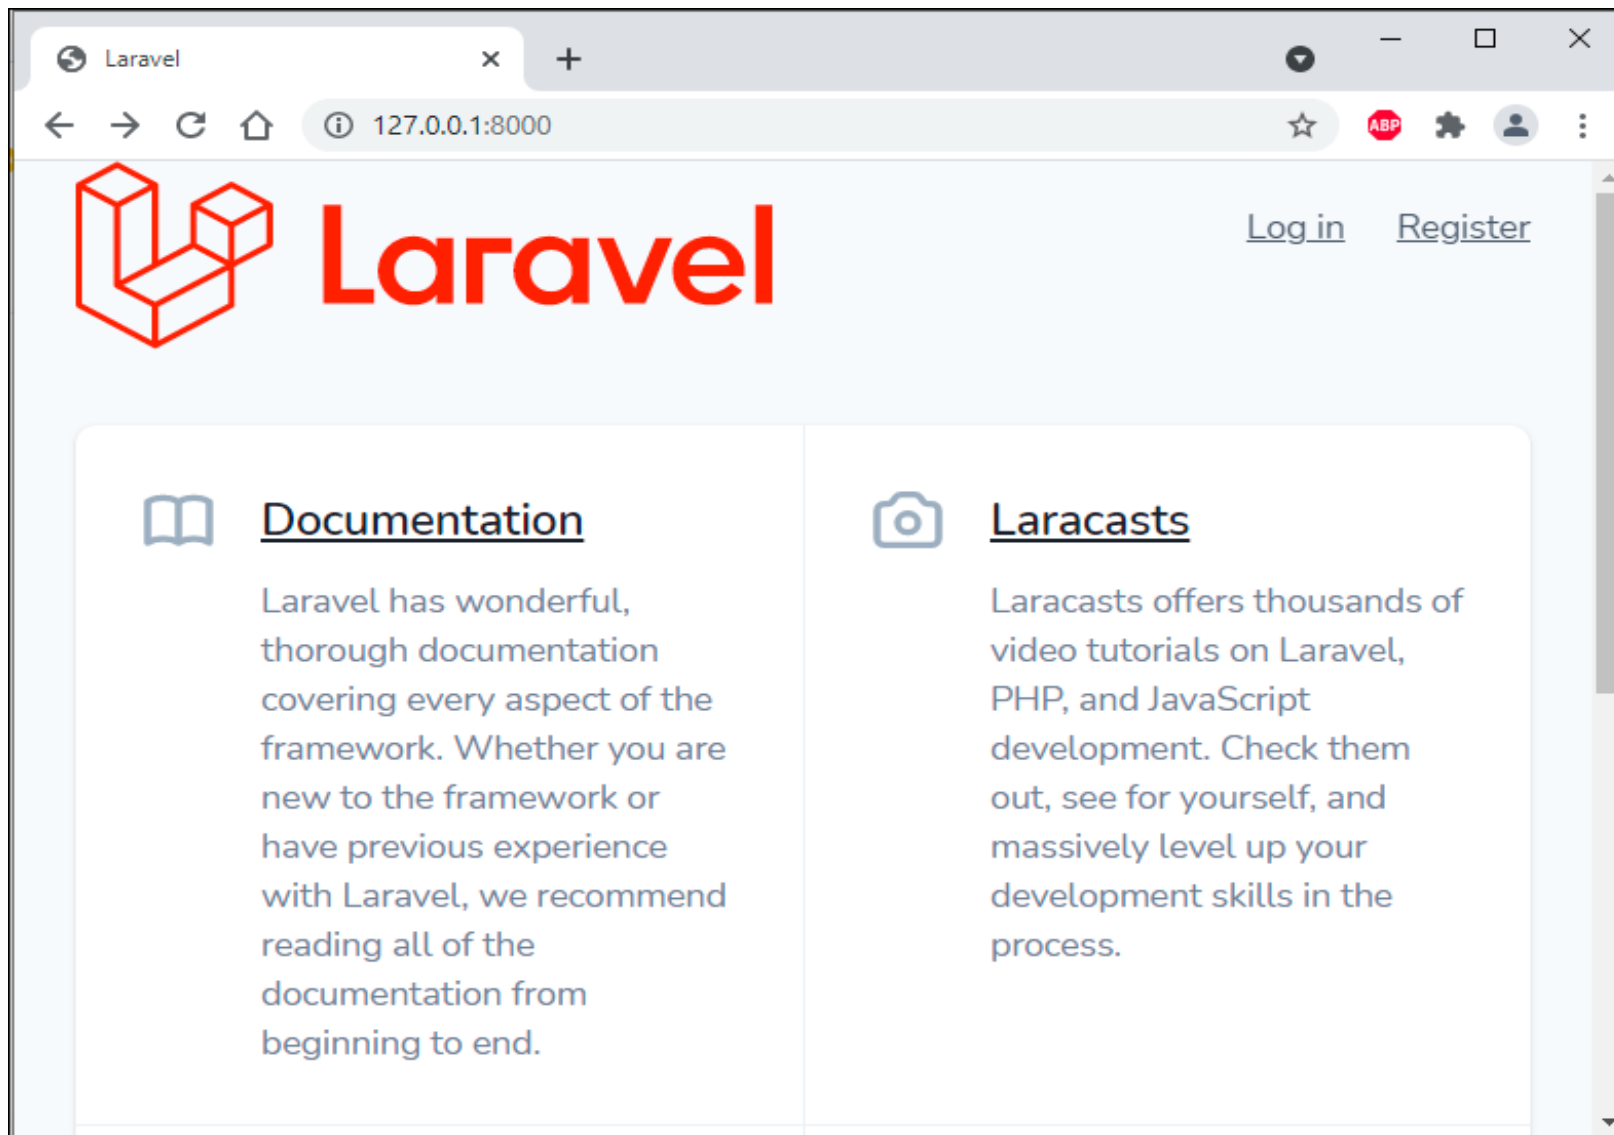 Laravel
127.0.0.1:8000
ABP
Laravel
Log in
Register
Documentation
Laravel has wonderful,
thorough documentation
covering every aspect of the
framework. Whether you are
new to the framework or
have previous experience
with Laravel, we recommend
reading all of the
documentation from
beginning to end.
Laracasts
Laracasts offers thousands of
video tutorials on Laravel,
PHP, and JavaScript
development. Check them
out, see for yourself, and
massively level up your
development skills in the
process.